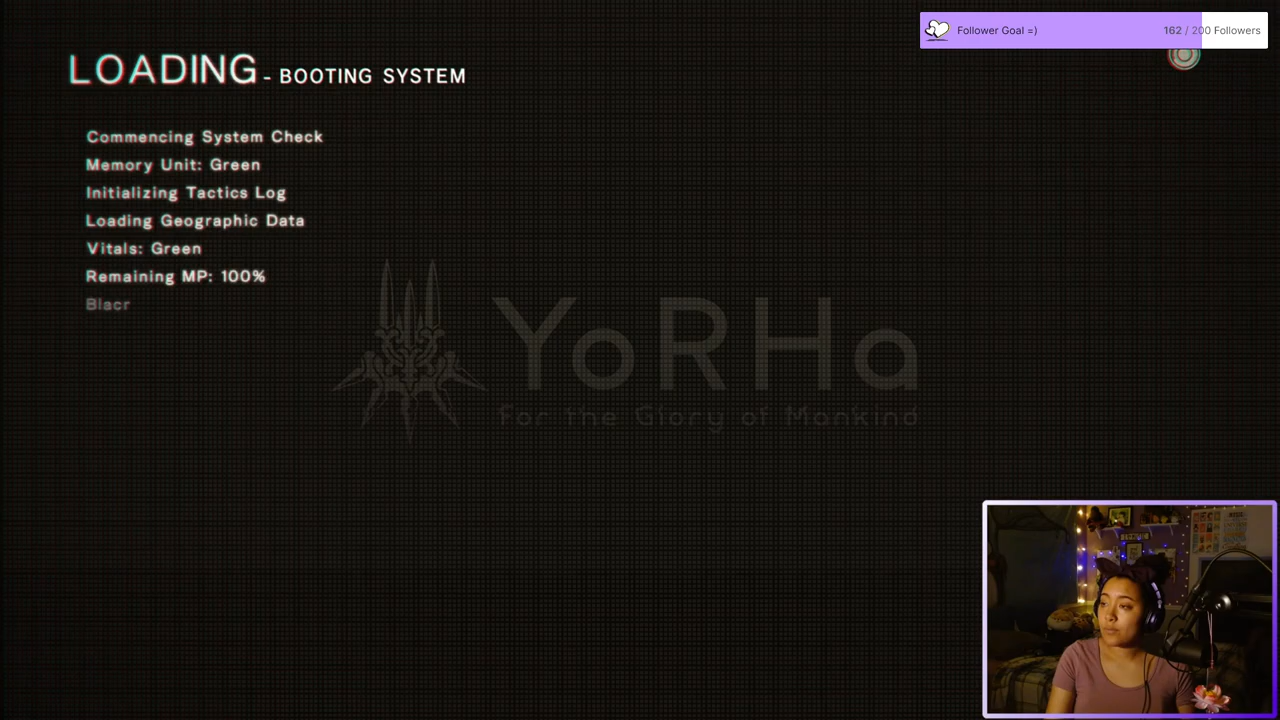 Follower Goal =)
162 / 200 Followers
LOADING - BOOTING SYSTEM
Commencing System Check
Memory Unit: Green
Initializing Tactics Log
Loading Geographic Data
Vitals: Green
Remaining MP: 100%
Blacr
YoRHa
For the Glory of Mankind